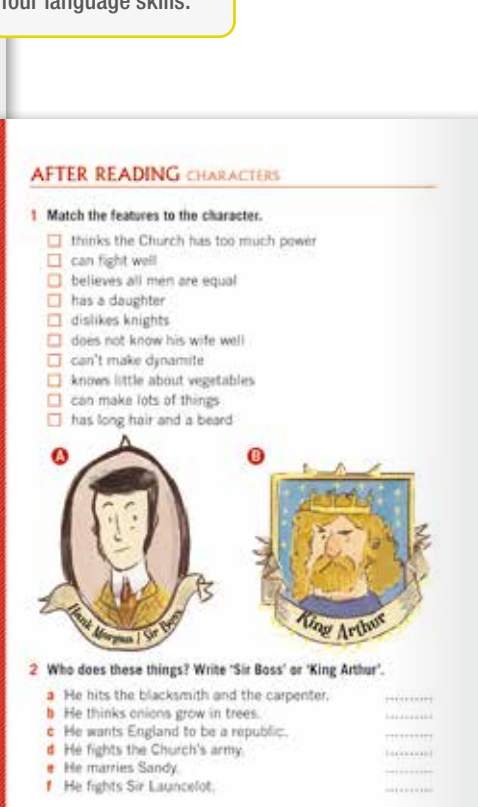 four language skills.
AFTER READING CHARACTERS
1 Match the features to the character.
thinks the Church has too much power
can fight well
believes all men are equal
has a daughter
dislikes knights
does not know his wife well
can't make dynamite
knows little about vegetables
can make lots of things
has long hair and a beard
A B
Hank Morgan / Sir Boss
King Arthur
2 Who does these things? Write 'Sir Boss' or 'King Arthur'.
a He hits the blacksmith and the carpenter. ..........
b He thinks onions grow in trees. ..........
c He wants England to be a republic. ..........
d He fights the Church's army. ..........
e He marries Sandy. ..........
f He fights Sir Launcelot. ..........